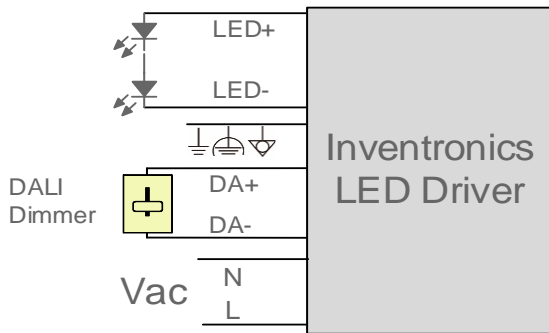 LED+
LED-
Inventronics
LED Driver
DALI
Dimmer
DA+
DA-
Vac
N
L